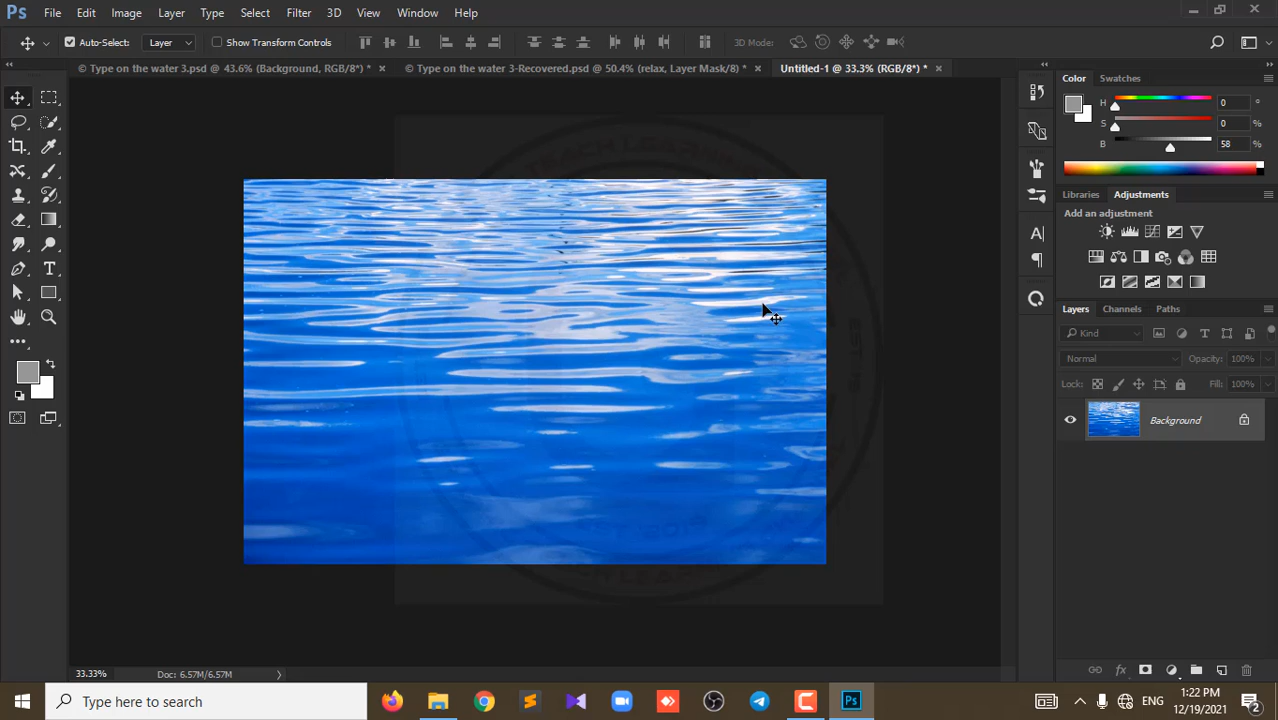 Ps File Edit Image Layer Type Select Filter 3D View Window Help
Auto-Select: Layer Show Transform Controls 3D Mode:
© Type on the water 3.psd @ 43.6% (Background, RGB/8*) * © Type on the water 3-Recovered.psd @ 50.4% (relax, Layer Mask/8) * Untitled-1 @ 33.3% (RGB/8*) *
Color Swatches
H 0 °
S 0 %
B 58 %
Libraries Adjustments
Add an adjustment
Layers Channels Paths
Kind
Normal Opacity: 100%
Lock: Fill: 100%
Background
33.33% Doc: 6.57M/6.57M
Type here to search
ENG
1:22 PM
12/19/2021
2